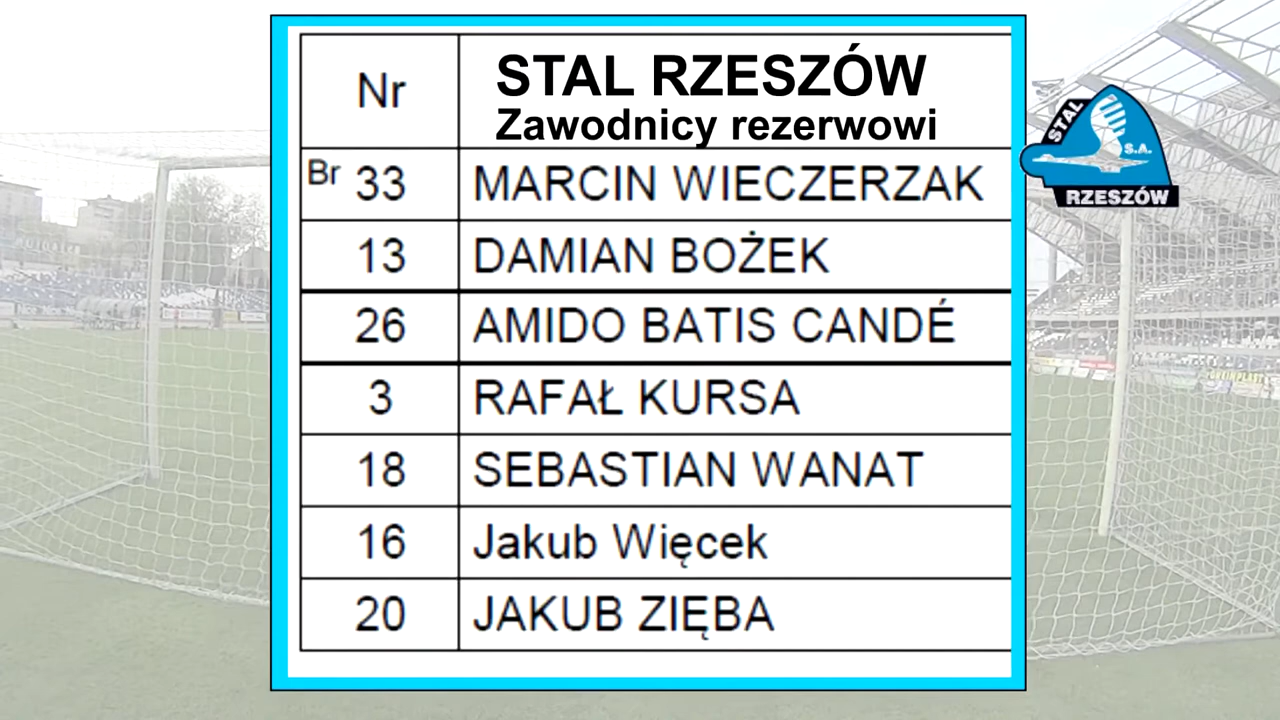 Nr STAL RZESZÓW
Zawodnicy rezerwowi
Br 33 MARCIN WIECZERZAK
13 DAMIAN BOŻEK
26 AMIDO BATIS CANDÉ
3 RAFAŁ KURSA
18 SEBASTIAN WANAT
16 Jakub Więcek
20 JAKUB ZIĘBA
STAL
S.A.
RZESZÓW